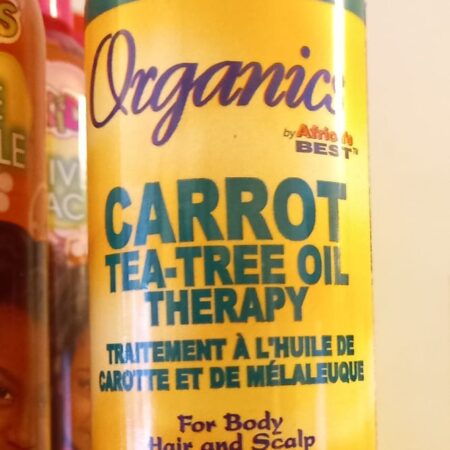 Organics
by Africa's
BEST™
CARROT
TEA-TREE OIL
THERAPY
TRAITEMENT À L'HUILE DE
CAROTTE ET DE MÉLALEUQUE
For Body
Hair and Scalp